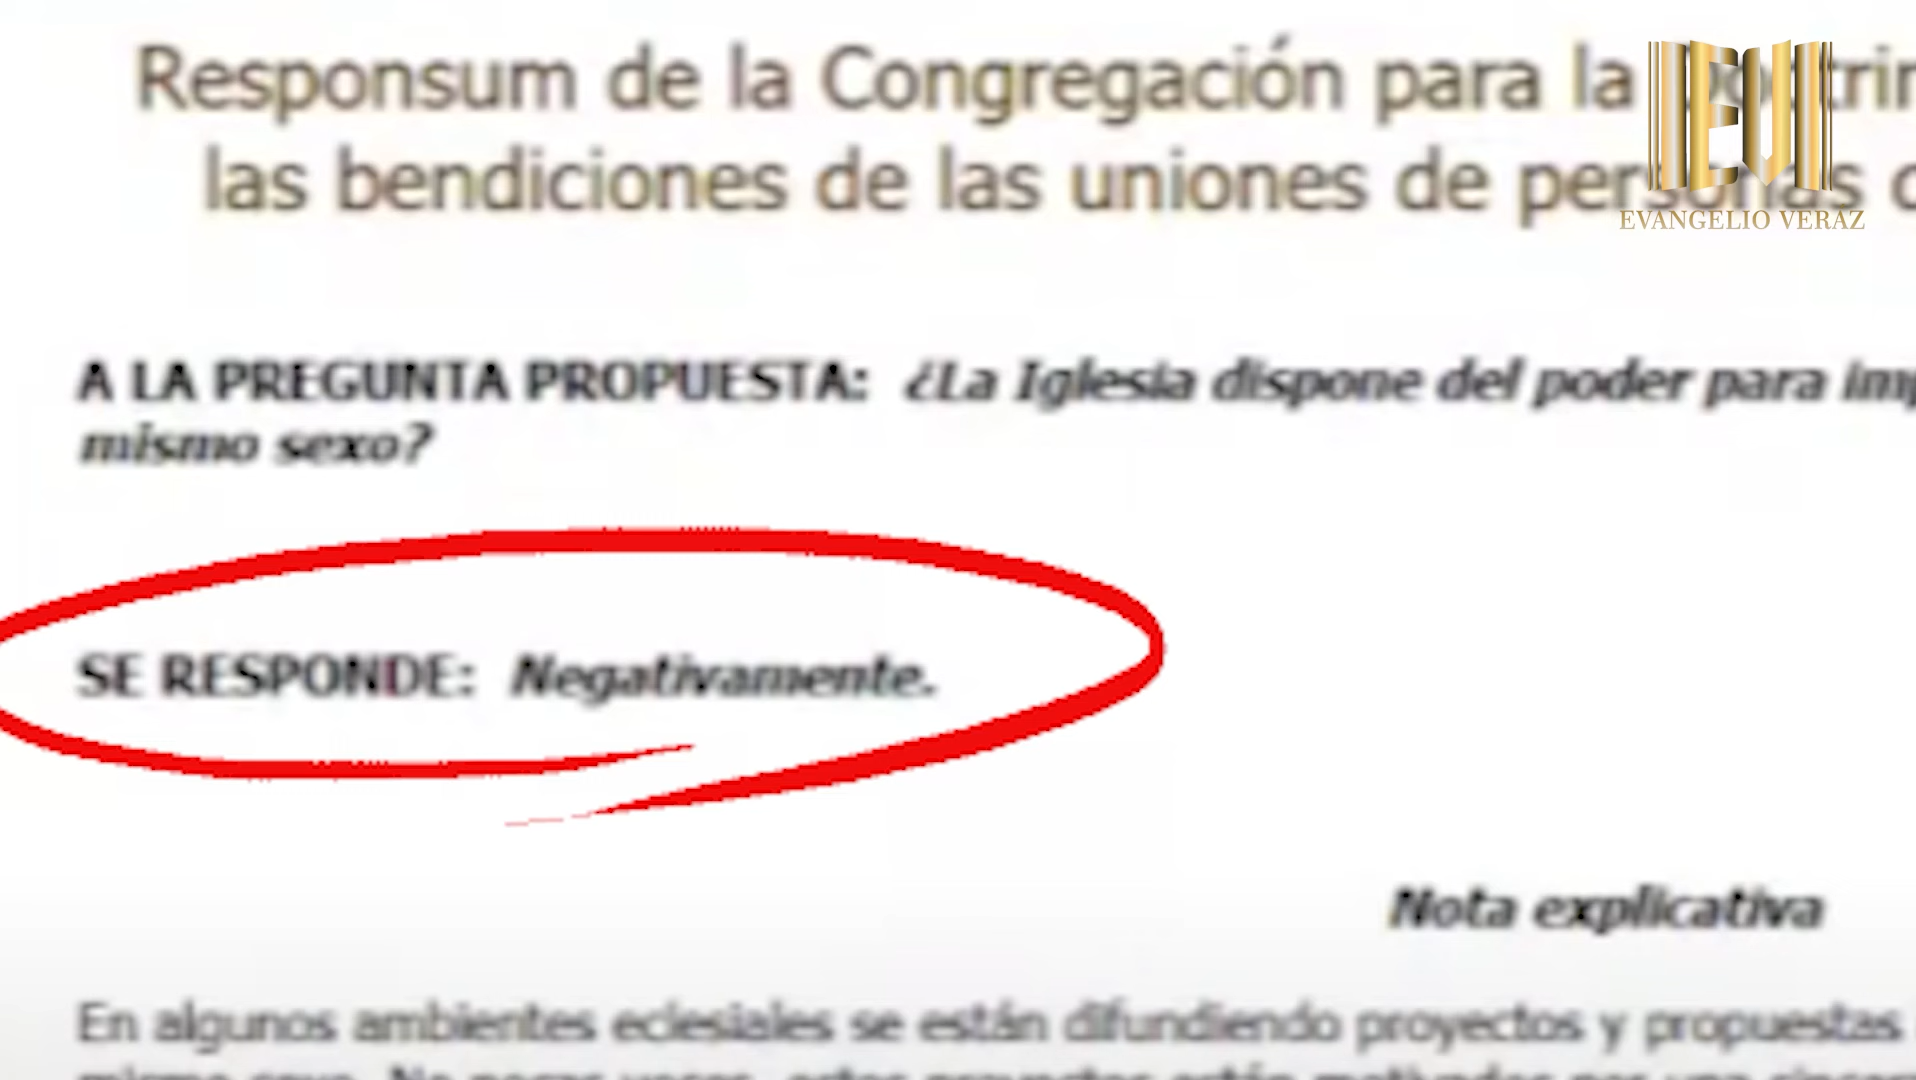 Responsum de la Congregación para la
las bendiciones de las uniones de personas
EVANGELIO VERAZ
A LA PREGUNTA PROPUESTA: ¿La Iglesia dispone del poder para imp
mismo sexo?
SE RESPONDE: Negativamente.
Nota explicativa
En algunos ambientes eclesiales se están difundiendo proyectos y propuestas